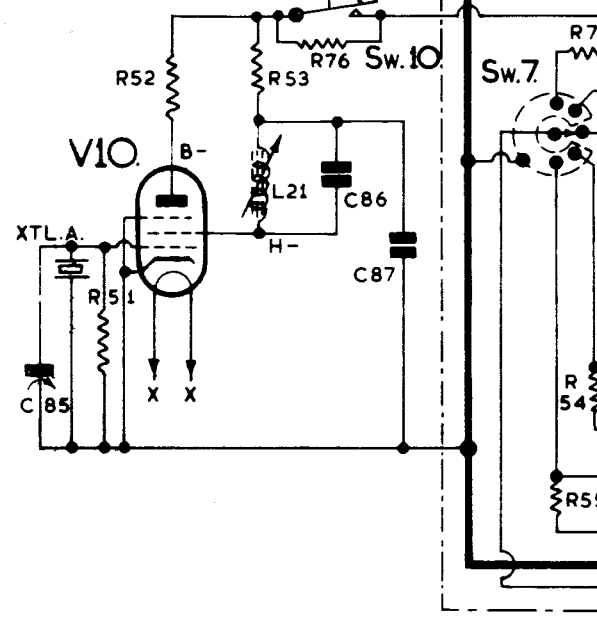 R7
R76
Sw.10
Sw.7.
R52
R53
V10.
B-
L21
C86
XTL.A.
H-
C87
R51
C85
X X
R
54
R55